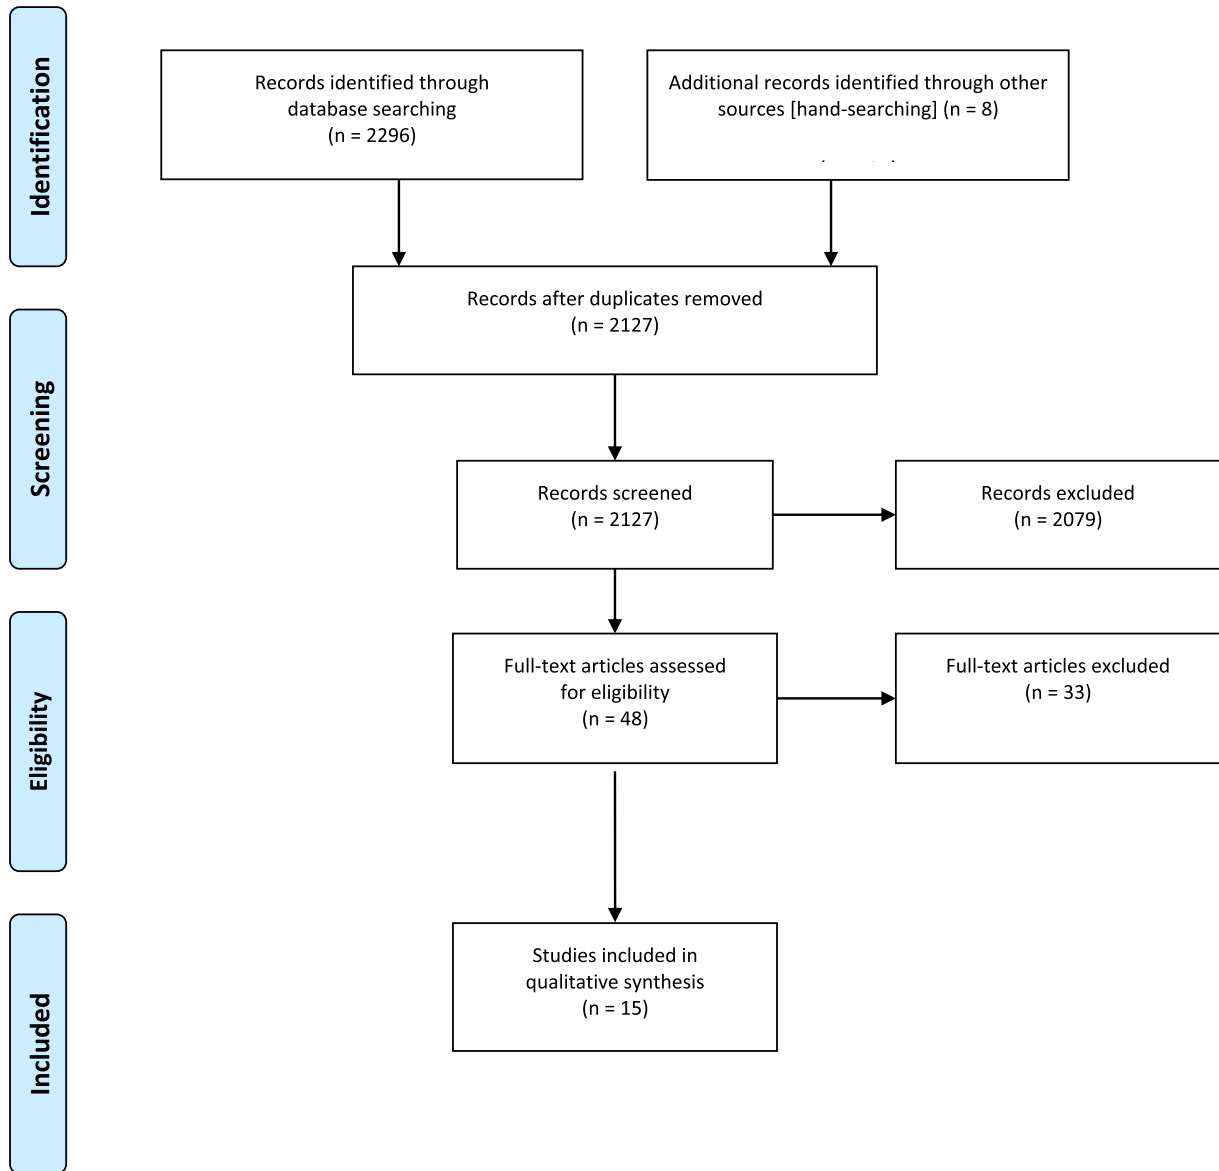 Identification
Records identified through
database searching
(n = 2296)
Additional records identified through other
sources [hand-searching] (n = 8)
Records after duplicates removed
(n = 2127)
Screening
Records screened
(n = 2127)
Records excluded
(n = 2079)
Eligibility
Full-text articles assessed
for eligibility
(n = 48)
Full-text articles excluded
(n = 33)
Included
Studies included in
qualitative synthesis
(n = 15)